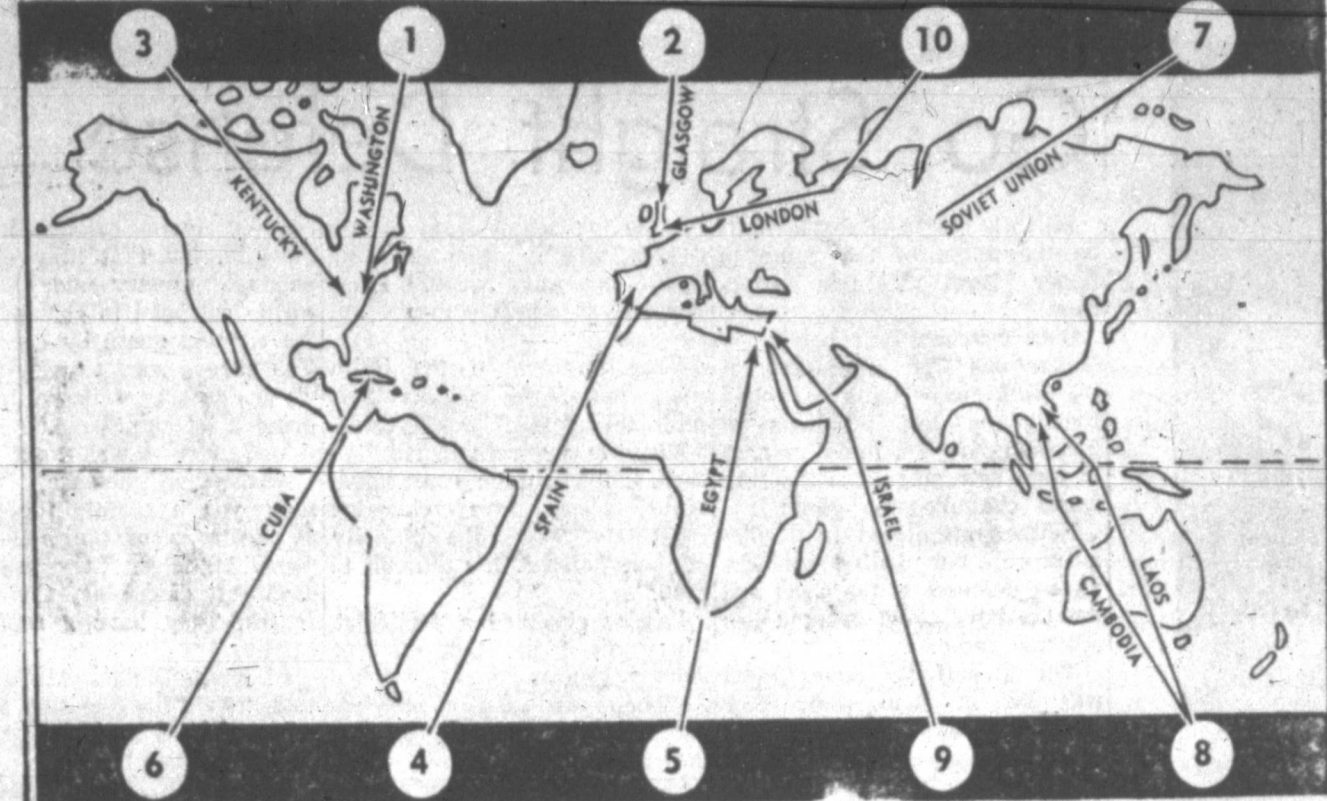 3
1
2
10
7
KENTUCKY
WASHINGTON
GLASGOW
LONDON
SOVIET UNION
CUBA
SPAIN
EGYPT
ISRAEL
CAMBODIA
LAOS
6
4
5
9
8